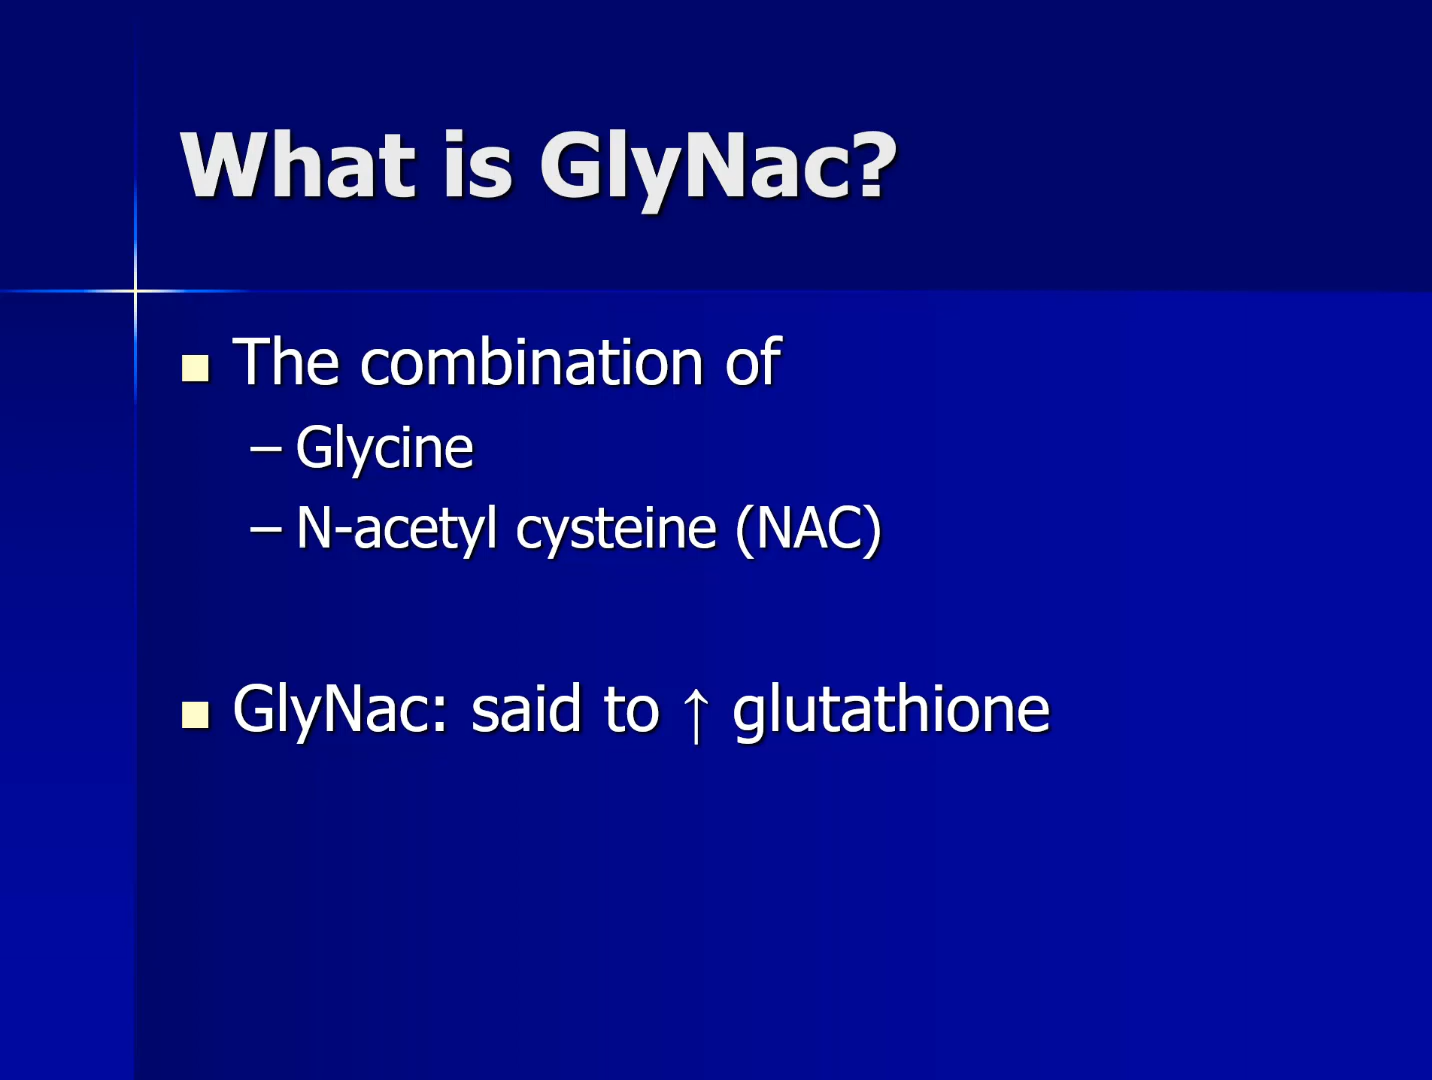 What is GlyNac?
The combination of
– Glycine
– N-acetyl cysteine (NAC)
GlyNac: said to ↑ glutathione